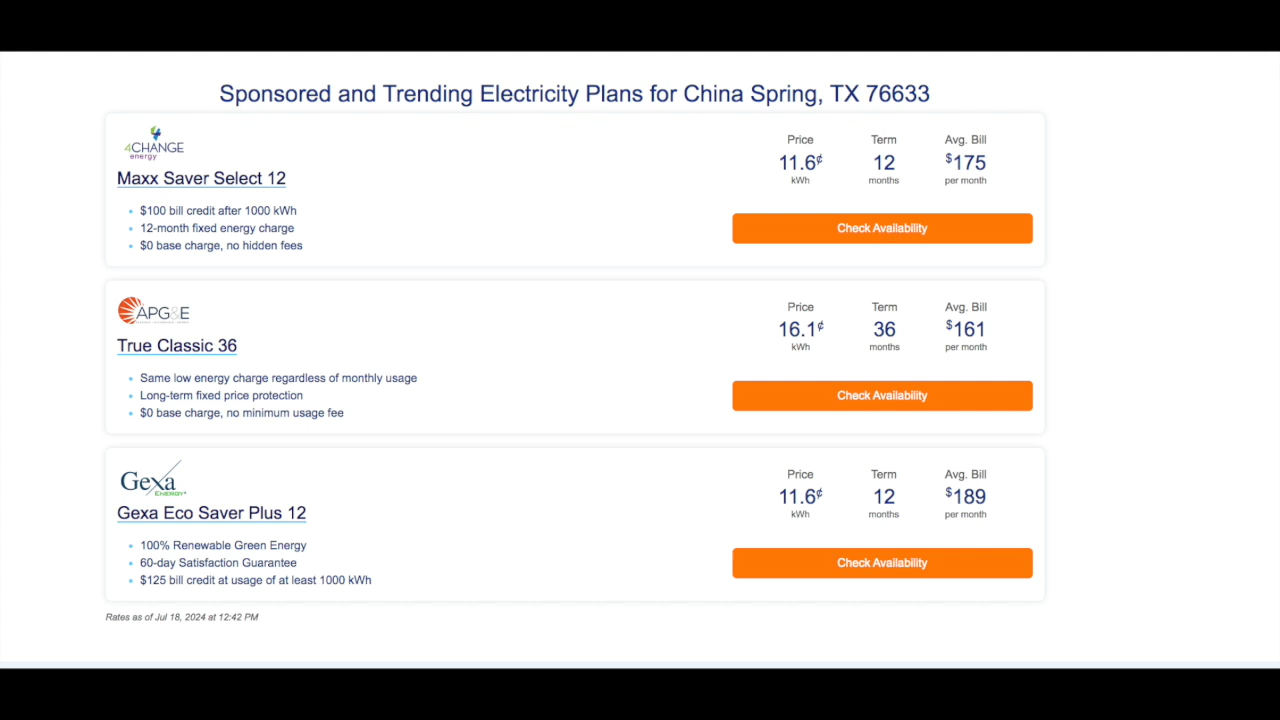 Sponsored and Trending Electricity Plans for China Spring, TX 76633
4CHANGE
energy
Maxx Saver Select 12
• $100 bill credit after 1000 kWh
• 12-month fixed energy charge
• $0 base charge, no hidden fees
Price Term Avg. Bill
11.6¢ 12 $175
kWh months per month
Check Availability
APG&E
True Classic 36
• Same low energy charge regardless of monthly usage
• Long-term fixed price protection
• $0 base charge, no minimum usage fee
Price Term Avg. Bill
16.1¢ 36 $161
kWh months per month
Check Availability
Gexa
ENERGY
Gexa Eco Saver Plus 12
• 100% Renewable Green Energy
• 60-day Satisfaction Guarantee
• $125 bill credit at usage of at least 1000 kWh
Price Term Avg. Bill
11.6¢ 12 $189
kWh months per month
Check Availability
Rates as of Jul 18, 2024 at 12:42 PM